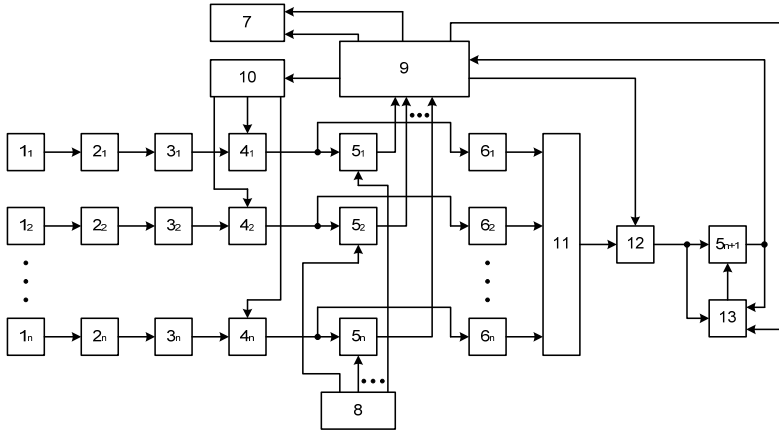 7
9
10
1₁ 2₁ 3₁ 4₁ 5₁ 6₁
1₂ 2₂ 3₂ 4₂ 5₂ 6₂ 11 12 5ₙ₊₁
13
1ₙ 2ₙ 3ₙ 4ₙ 5ₙ 6ₙ
8